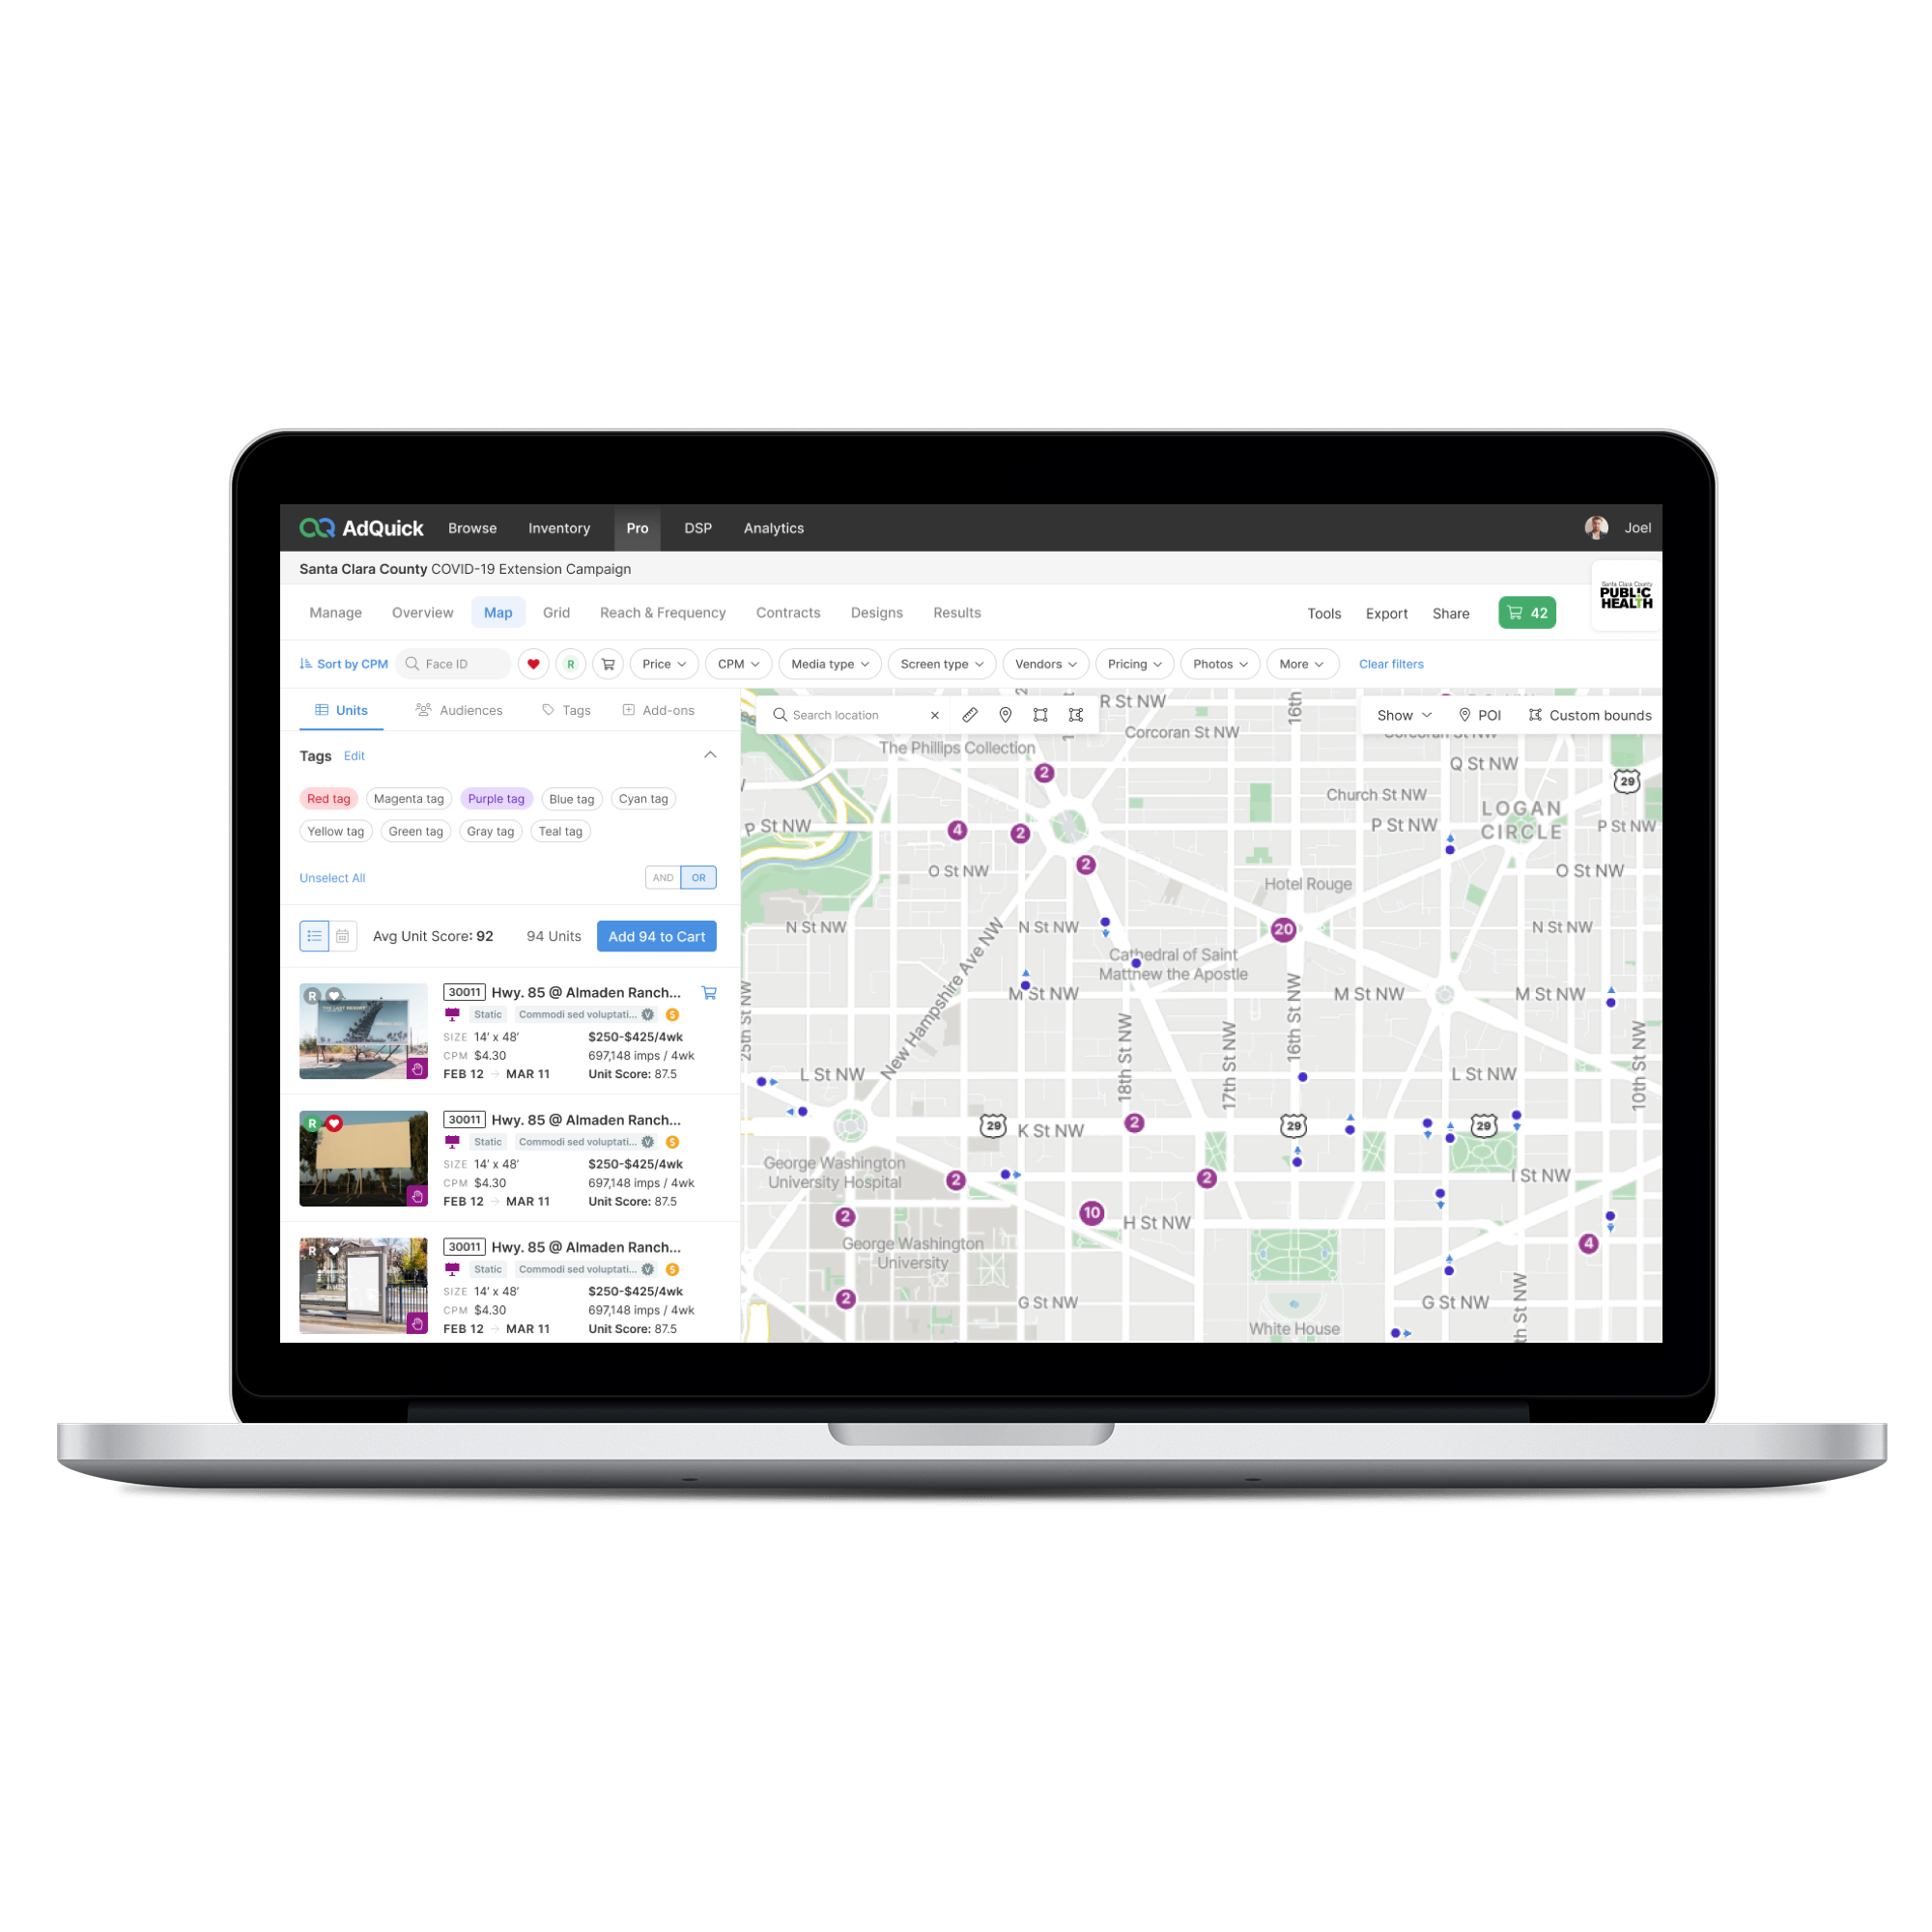 AdQuick Browse Inventory Pro DSP Analytics Joel
Santa Clara County COVID-19 Extension Campaign
Santa Clara County
PUBLIC
HEALTH
Manage Overview Map Grid Reach & Frequency Contracts Designs Results Tools Export Share 42
Sort by CPM Face ID R Price CPM Media type Screen type Vendors Pricing Photos More Clear filters
Units Audiences Tags Add-ons
Tags Edit
Red tag Magenta tag Purple tag Blue tag Cyan tag
Yellow tag Green tag Gray tag Teal tag
Unselect All AND OR
Avg Unit Score: 92 94 Units Add 94 to Cart
R
30011 Hwy. 85 @ Almaden Ranch...
Static Commodi sed voluptati... V S
SIZE 14' x 48' $250-$425/4wk
CPM $4.30 697,148 imps / 4wk
FEB 12 → MAR 11 Unit Score: 87.5
R
30011 Hwy. 85 @ Almaden Ranch...
Static Commodi sed voluptati... V S
SIZE 14' x 48' $250-$425/4wk
CPM $4.30 697,148 imps / 4wk
FEB 12 → MAR 11 Unit Score: 87.5
R
30011 Hwy. 85 @ Almaden Ranch...
Static Commodi sed voluptati... V S
SIZE 14' x 48' $250-$425/4wk
CPM $4.30 697,148 imps / 4wk
FEB 12 → MAR 11 Unit Score: 87.5
Search location Show POI Custom bounds
R St NW
16th
Corcoran St NW
Corcoran St NW
The Phillips Collection
Q St NW
2
29
Church St NW
LOGAN
CIRCLE
P St NW
4
2
P St NW
P St NW
2
O St NW
O St NW
Hotel Rouge
N St NW
N St NW
20
N St NW
New Hampshire Ave NW
Cathedral of Saint
Matthew the Apostle
M St NW
M St NW
M St NW
25th St NW
18th St NW
17th St NW
16th St NW
10th St NW
L St NW
L St NW
29
K St NW
2
29
29
George Washington
University Hospital
2
2
I St NW
2
10
H St NW
George Washington
University
4
2
G St NW
G St NW
th St NW
White House